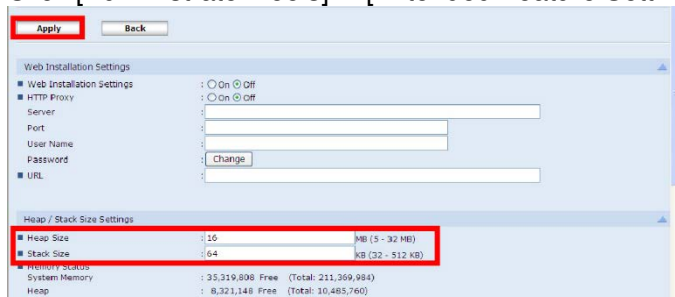 Apply Back
Web Installation Settings
Web Installation Settings : On Off
HTTP Proxy : On Off
Server :
Port :
User Name :
Password : Change
URL :
Heap / Stack Size Settings
Heap Size : 16 MB (5 - 32 MB)
Stack Size : 64 KB (32 - 512 KB)
Memory Status
System Memory : 35,319,808 Free (Total: 211,369,984)
Heap : 8,321,148 Free (Total: 10,485,760)